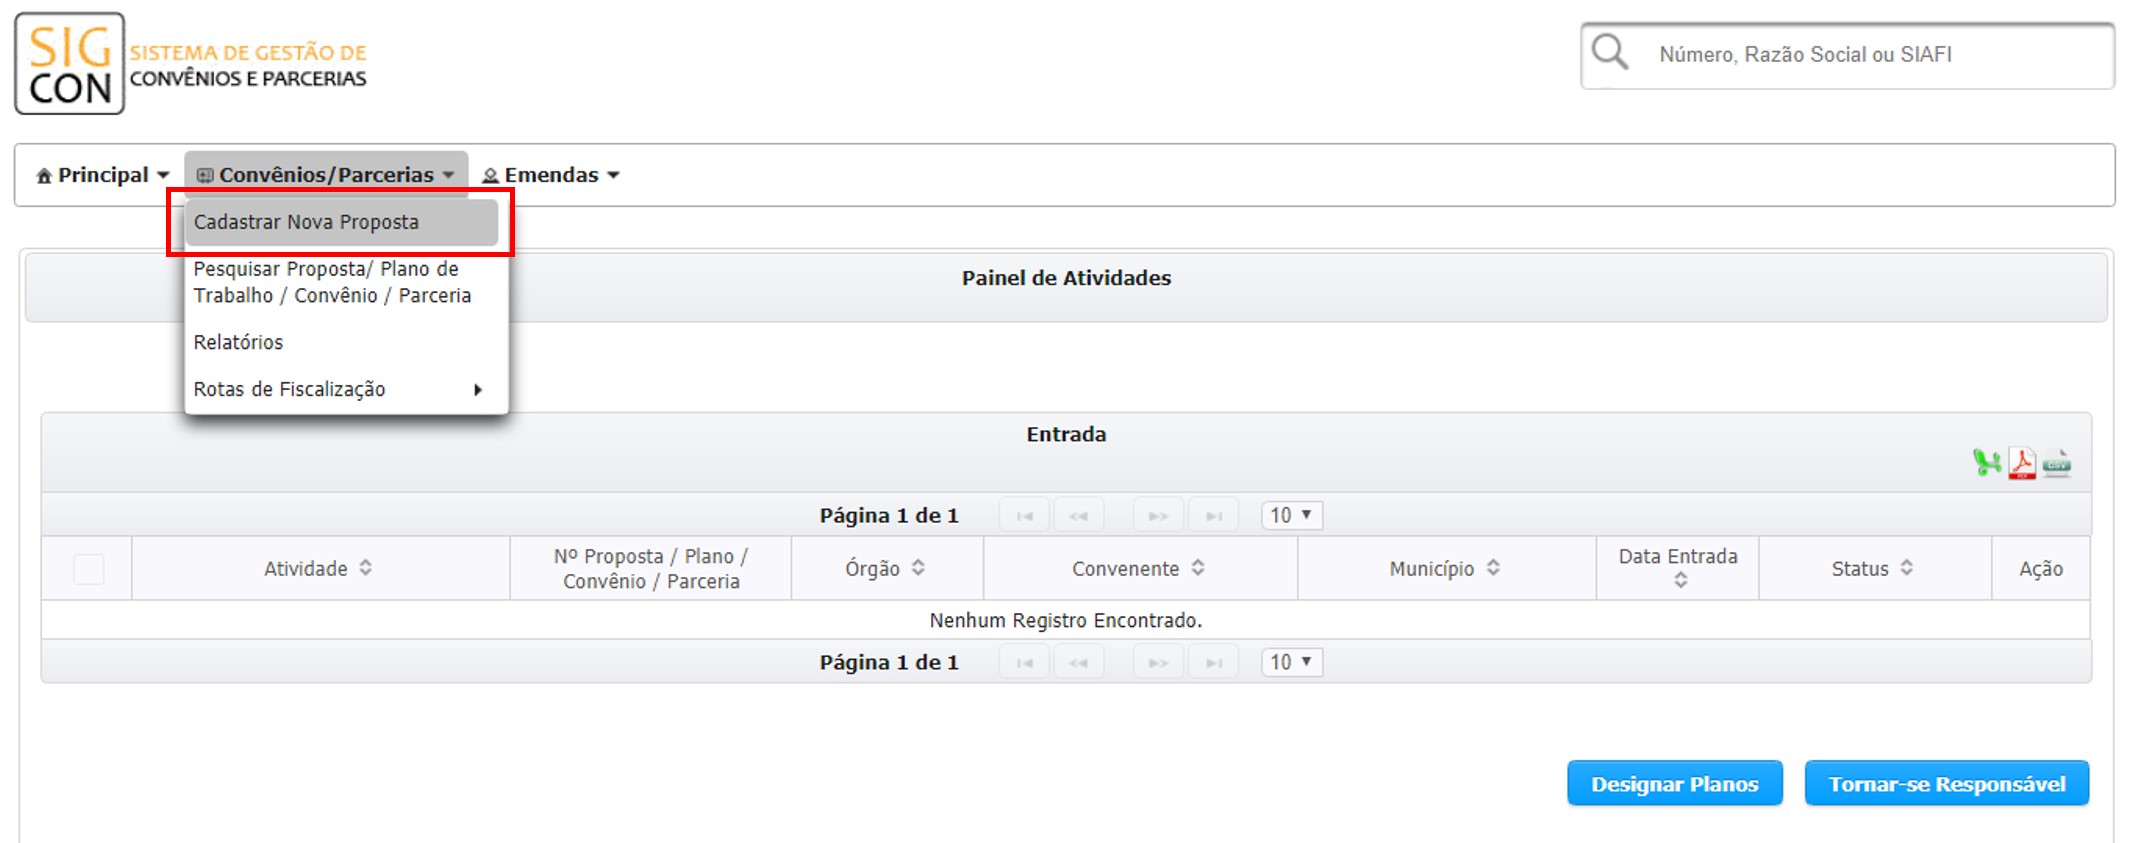 SIG
CON
SISTEMA DE GESTÃO DE
CONVÊNIOS E PARCERIAS
Número, Razão Social ou SIAFI
Principal
Convênios/Parcerias
Emendas
Cadastrar Nova Proposta
Pesquisar Proposta/ Plano de
Trabalho / Convênio / Parceria
Relatórios
Rotas de Fiscalização
Painel de Atividades
Entrada
PDF
CSV
Página 1 de 1
10
Atividade
Nº Proposta / Plano /
Convênio / Parceria
Órgão
Convenente
Município
Data Entrada
Status
Ação
Nenhum Registro Encontrado.
Página 1 de 1
10
Designar Planos
Tornar-se Responsável